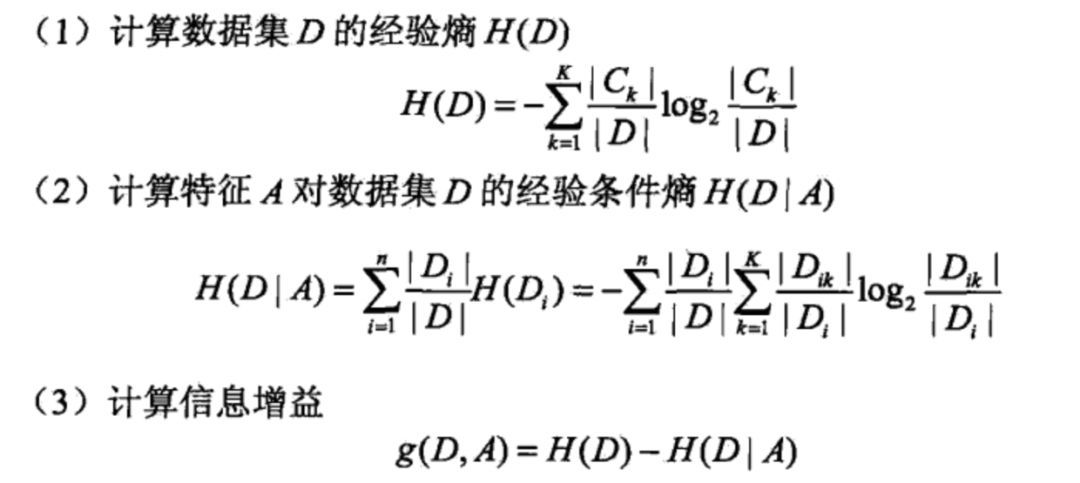 （1）计算数据集 D 的经验熵 H(D)
H(D) = -\sum_{k=1}^{K} \frac{|C_k|}{|D|} \log_2 \frac{|C_k|}{|D|}
（2）计算特征 A 对数据集 D 的经验条件熵 H(D|A)
H(D|A) = \sum_{i=1}^{n} \frac{|D_i|}{|D|} H(D_i) = -\sum_{i=1}^{n} \frac{|D_i|}{|D|} \sum_{k=1}^{K} \frac{|D_{ik}|}{|D_i|} \log_2 \frac{|D_{ik}|}{|D_i|}
（3）计算信息增益
g(D, A) = H(D) - H(D|A)